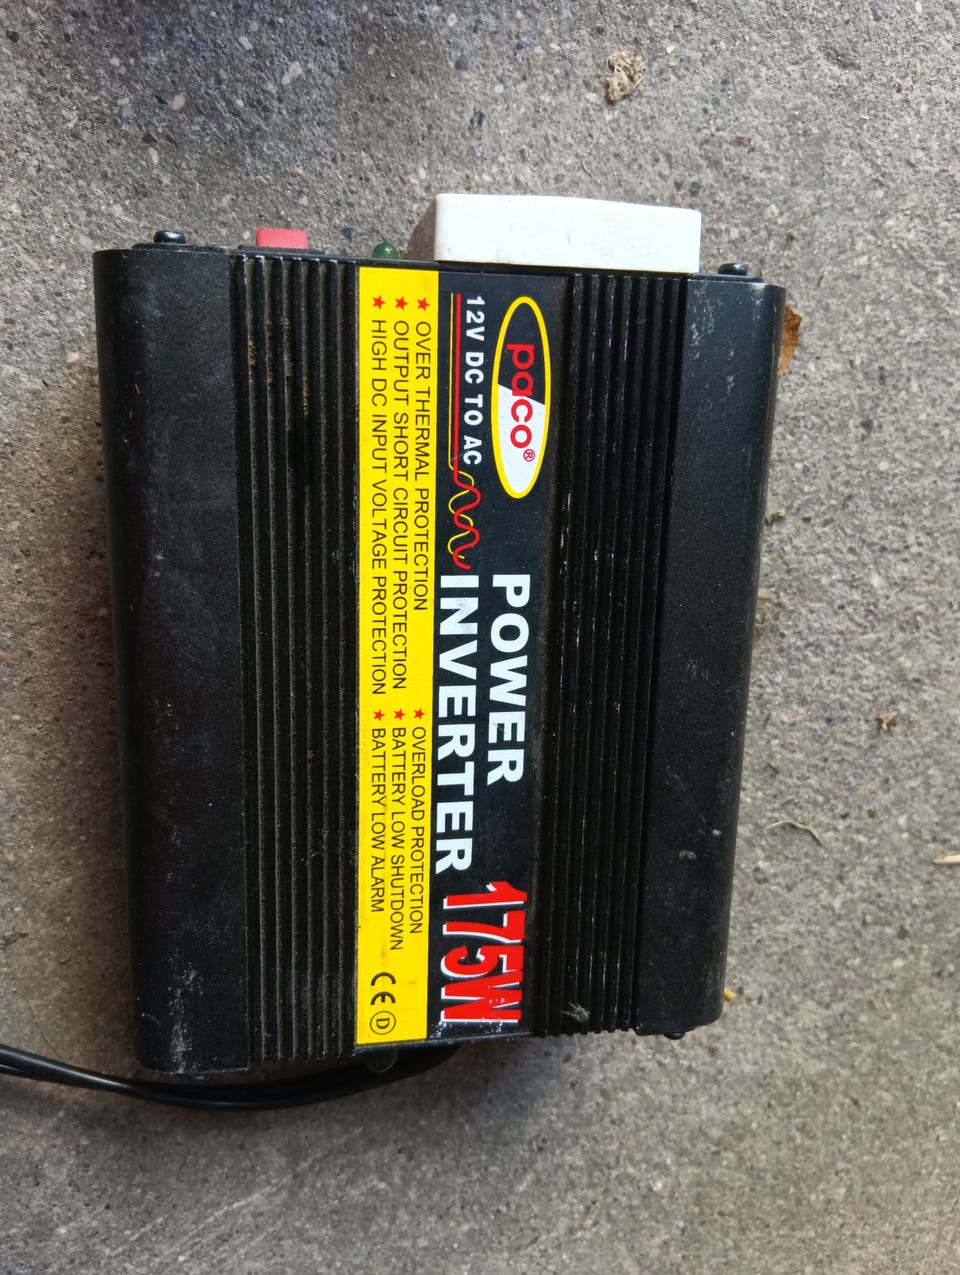 paco®
12V DC TO AC
POWER
INVERTER 175W
★ OVER THERMAL PROTECTION ★ OVERLOAD PROTECTION
★ OUTPUT SHORT CIRCUIT PROTECTION ★ BATTERY LOW SHUTDOWN
★ HIGH DC INPUT VOLTAGE PROTECTION ★ BATTERY LOW ALARM
CE D